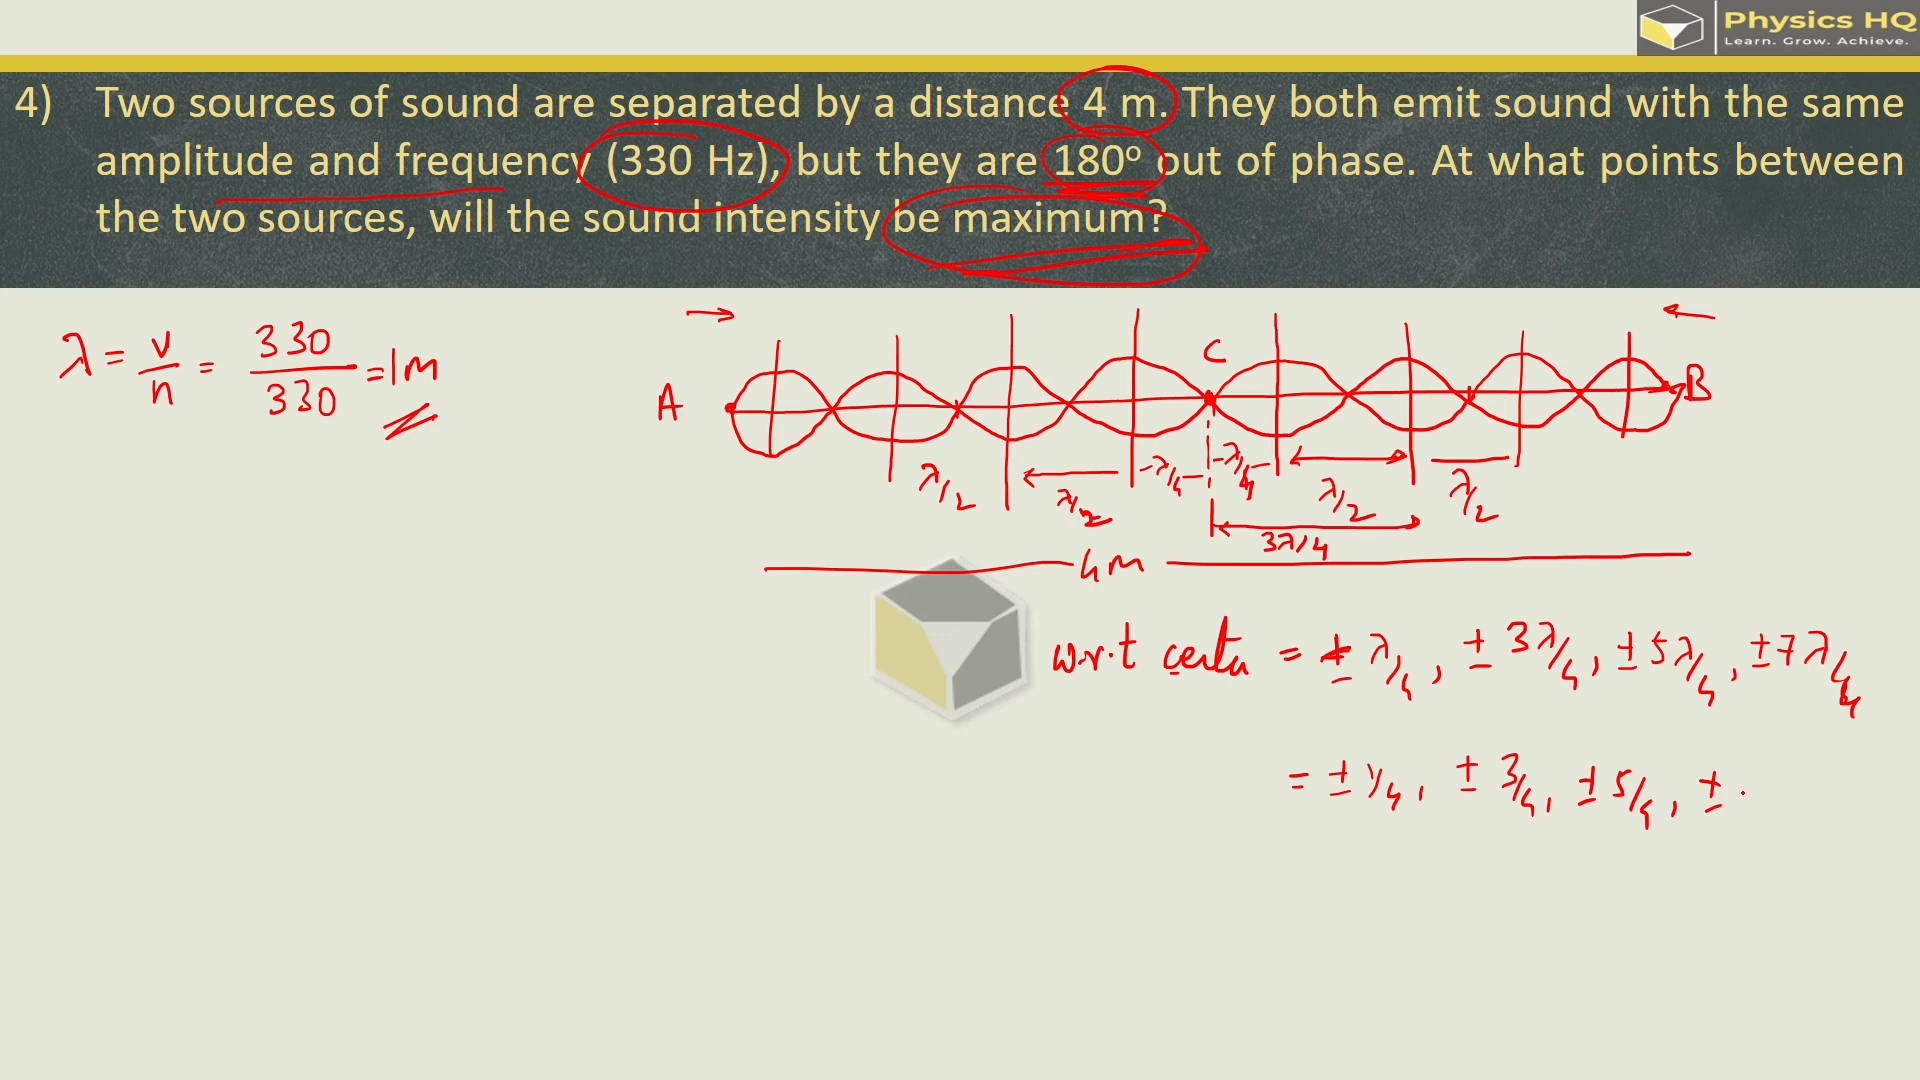 Physics HQ
Learn. Grow. Achieve.
4) Two sources of sound are separated by a distance 4 m. They both emit sound with the same
amplitude and frequency (330 Hz), but they are 180º out of phase. At what points between
the two sources, will the sound intensity be maximum?
λ = v/n = 330/330 = 1m
C
A
B
λ/2 λ/2 λ/4 λ/4 λ/2 λ/2
3λ/4
4m
w.r.t = ± λ/4, ± 3λ/4, ± 5λ/4, ± 7λ/4
= ± 1/4, ± 3/4, ± 5/4, ±